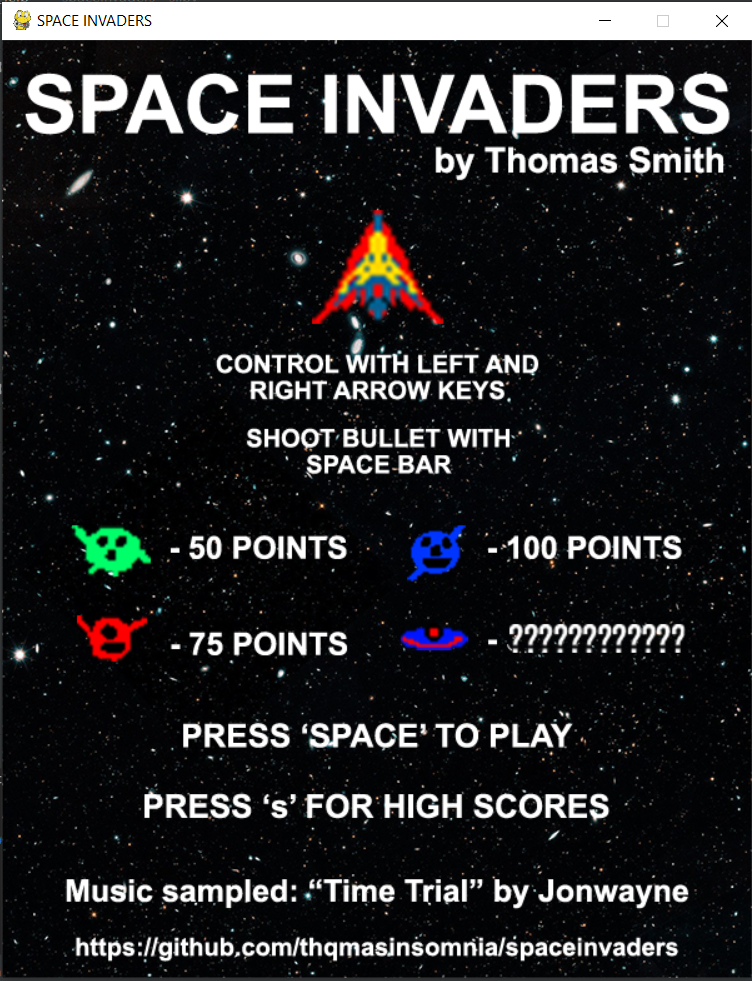 SPACE INVADERS
SPACE INVADERS
by Thomas Smith
CONTROL WITH LEFT AND
RIGHT ARROW KEYS
SHOOT BULLET WITH
SPACE BAR
- 50 POINTS
- 100 POINTS
- 75 POINTS
- ????????????
PRESS ‘SPACE’ TO PLAY
PRESS ‘s’ FOR HIGH SCORES
Music sampled: “Time Trial” by Jonwayne
https://github.com/thqmasinsomnia/spaceinvaders